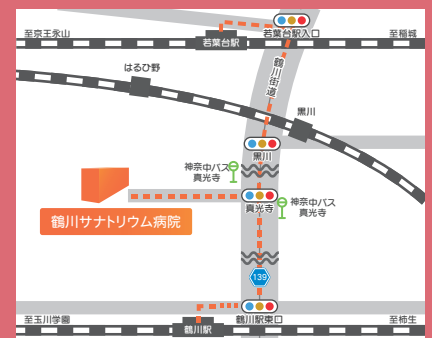 至京王永山
若葉台駅入口
至稲城
若葉台駅
はるひ野
鶴川街道
黒川
黒川
神奈中バス
真光寺
真光寺
神奈中バス
真光寺
鶴川サナトリウム病院
139
至玉川学園
鶴川駅東口
至柿生
鶴川駅